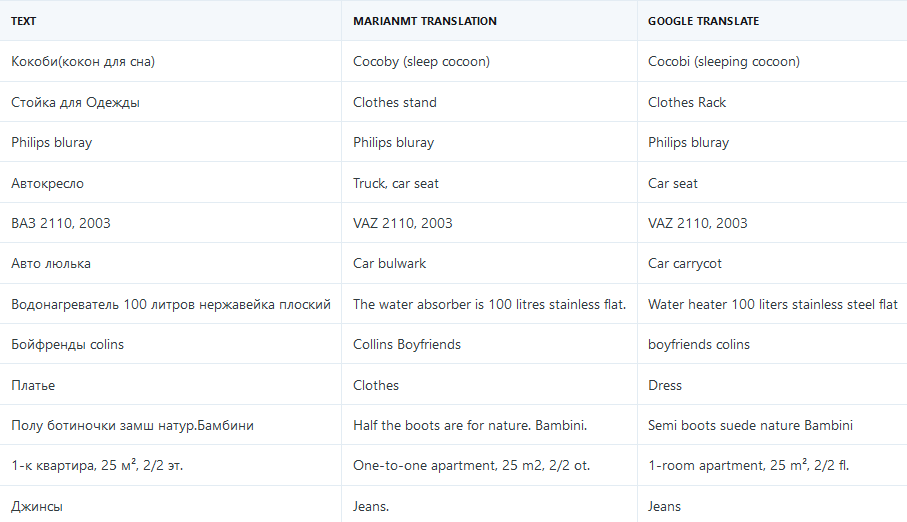 TEXT MARIANMT TRANSLATION GOOGLE TRANSLATE
Кокоби(кокон для сна) Cocoby (sleep cocoon) Cocobi (sleeping cocoon)
Стойка для Одежды Clothes stand Clothes Rack
Philips bluray Philips bluray Philips bluray
Автокресло Truck, car seat Car seat
ВАЗ 2110, 2003 VAZ 2110, 2003 VAZ 2110, 2003
Авто люлька Car bulwark Car carrycot
Водонагреватель 100 литров нержавейка плоский The water absorber is 100 litres stainless flat. Water heater 100 liters stainless steel flat
Бойфренды colins Collins Boyfriends boyfriends colins
Платье Clothes Dress
Полу ботиночки замш натур.Бамбини Half the boots are for nature. Bambini. Semi boots suede nature Bambini
1-к квартира, 25 м², 2/2 эт. One-to-one apartment, 25 m2, 2/2 ot. 1-room apartment, 25 m², 2/2 fl.
Джинсы Jeans. Jeans